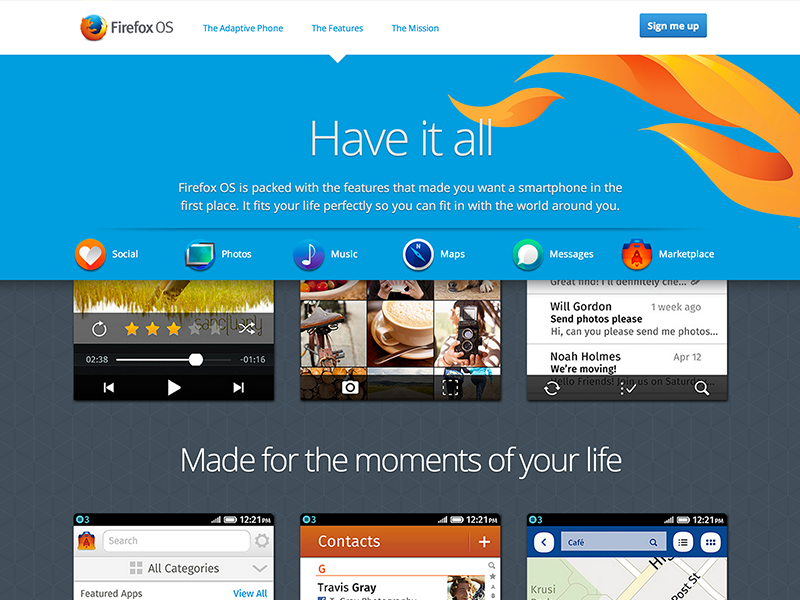 Firefox OS
The Adaptive Phone
The Features
The Mission
Sign me up
Have it all
Firefox OS is packed with the features that made you want a smartphone in the
first place. It fits your life perfectly so you can fit in with the world around you.
Social
Photos
Music
Maps
Messages
Marketplace
sanctuary
02:38
-01:16
Great find! I'll definitely che...
Will Gordon 1 week ago
Send photos please
Hi, can you please send me photos...
Noah Holmes Apr 12
We're moving!
Hello Friends! Join us on Saturday...
Made for the moments of your life
3 12:21PM
Search
All Categories
Featured Apps View All
3 12:21PM
Contacts
G
Travis Gray
T. Gray Photography
A
B
3 12:21PM
Café
Krusi
Post St